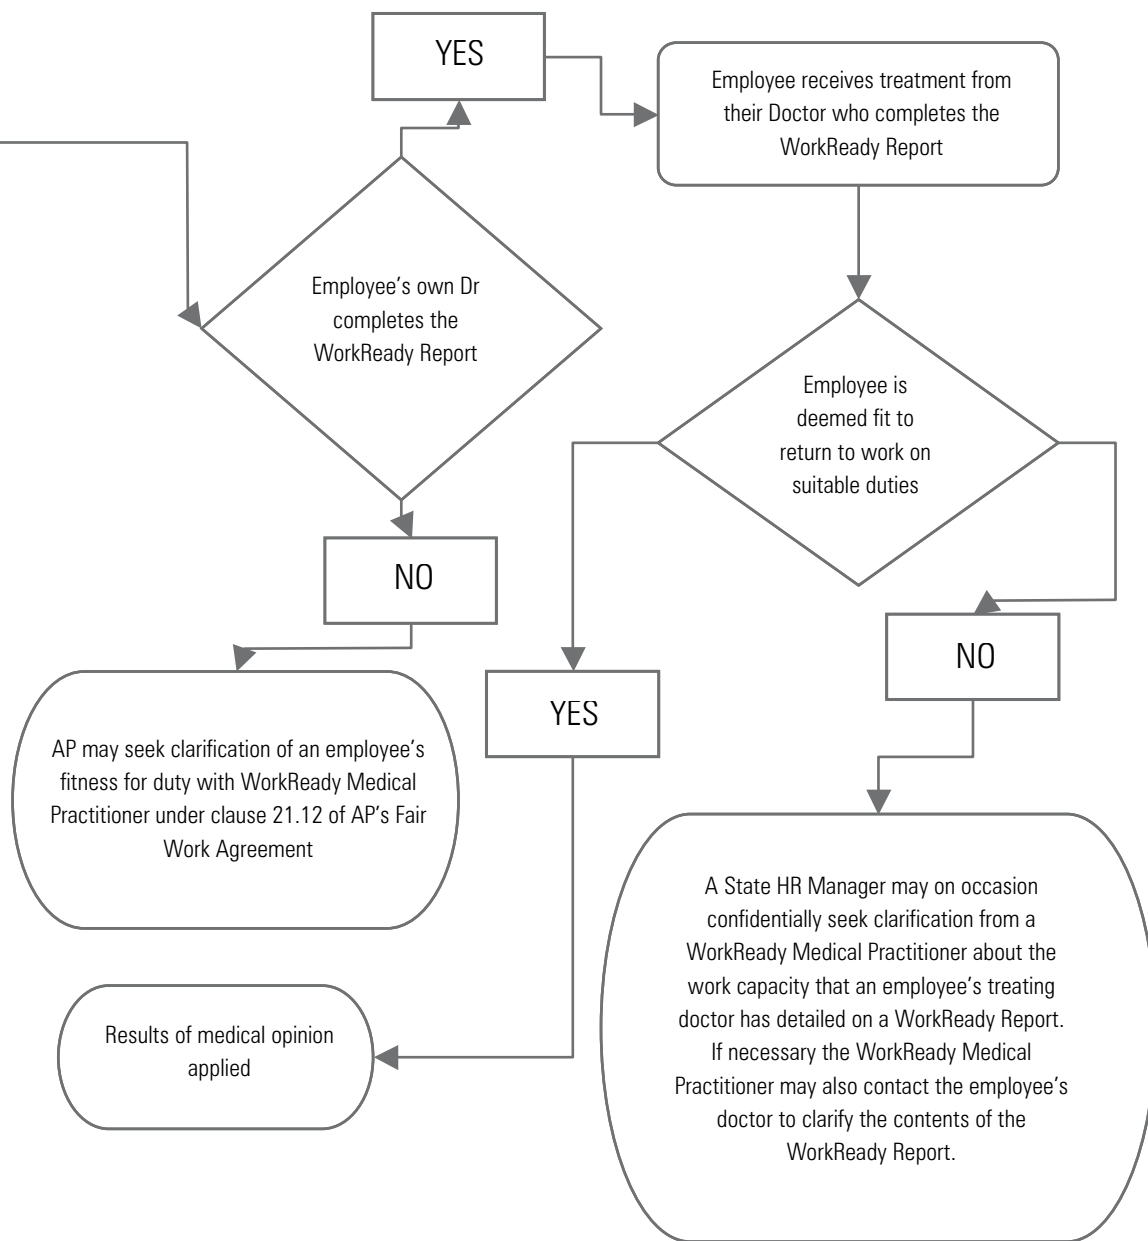 YES
Employee receives treatment from
their Doctor who completes the
WorkReady Report
Employee's own Dr
completes the
WorkReady Report
Employee is
deemed fit to
return to work on
suitable duties
NO
NO
YES
AP may seek clarification of an employee's
fitness for duty with WorkReady Medical
Practitioner under clause 21.12 of AP's Fair
Work Agreement
A State HR Manager may on occasion
confidentially seek clarification from a
WorkReady Medical Practitioner about the
work capacity that an employee's treating
doctor has detailed on a WorkReady Report.
If necessary the WorkReady Medical
Practitioner may also contact the employee's
doctor to clarify the contents of the
WorkReady Report.
Results of medical opinion
applied